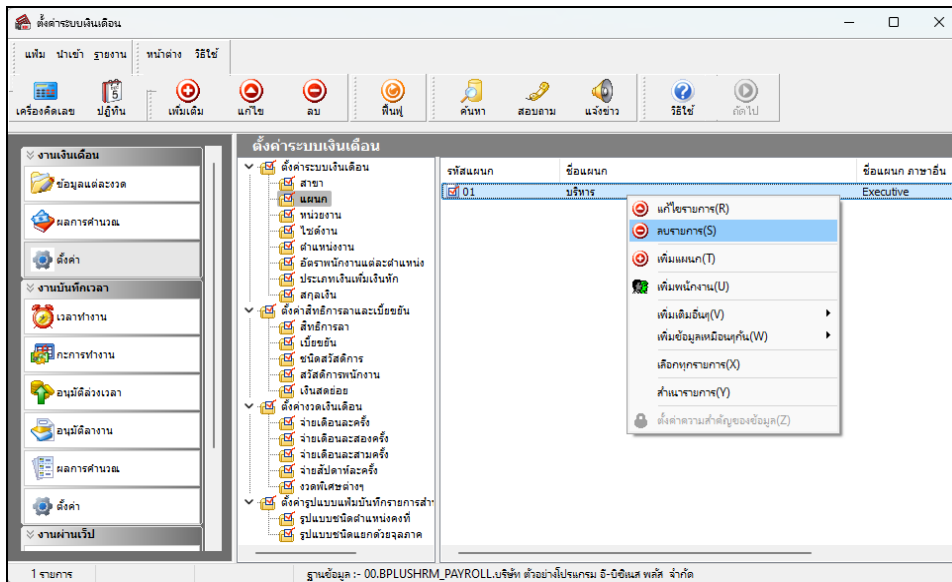 ตั้งค่าระบบเงินเดือน
แฟ้ม นำเข้า รายงาน หน้าต่าง วิธีใช้
เครื่องคิดเลข ปฏิทิน เพิ่มเติม แก้ไข ลบ ฟื้นฟู ค้นหา สอบถาม แจ้งข่าว วิธีใช้ ถัดไป
งานเงินเดือน
ข้อมูลแต่ละงวด
ผลการคำนวณ
ตั้งค่า
งานบันทึกเวลา
เวลาทำงาน
กะการทำงาน
อนุมัติล่วงเวลา
อนุมัติลางาน
ผลการคำนวณ
ตั้งค่า
งานผ่านเว็ป
ตั้งค่าระบบเงินเดือน
ตั้งค่าระบบเงินเดือน
สาขา
แผนก
หน่วยงาน
ไซด์งาน
ตำแหน่งงาน
อัตราพนักงานแต่ละตำแหน่ง
ประเภทเงินเพิ่มเงินหัก
สกุลเงิน
ตั้งค่าสิทธิการลาและเบี้ยขยัน
สิทธิการลา
เบี้ยขยัน
ชนิดสวัสดิการ
สวัสดิการพนักงาน
เงินสดย่อย
ตั้งค่างวดเงินเดือน
จ่ายเดือนละครั้ง
จ่ายเดือนละสองครั้ง
จ่ายเดือนละสามครั้ง
จ่ายสัปดาห์ละครั้ง
งวดพิเศษต่างๆ
ตั้งค่ารูปแบบแฟ้มบันทึกรายการสำ
รูปแบบชนิดตำแหน่งคงที่
รูปแบบชนิดแยกด้วยจุลภาค
รหัสแผนก ชื่อแผนก ชื่อแผนก ภาษาอื่น
01 บริหาร Executive
แก้ไขรายการ(R)
ลบรายการ(S)
เพิ่มแผนก(T)
เพิ่มพนักงาน(U)
เพิ่มเติมอื่นๆ(V)
เพิ่มข้อมูลเหมือนๆกัน(W)
เลือกทุกรายการ(X)
สำเนารายการ(Y)
ตั้งค่าความสำคัญของข้อมูล(Z)
1 รายการ ฐานข้อมูล :- 00.BPLUSHRM_PAYROLL.บริษัท ตัวอย่างโปรแกรม อี-บิซิเนส พลัส จำกัด